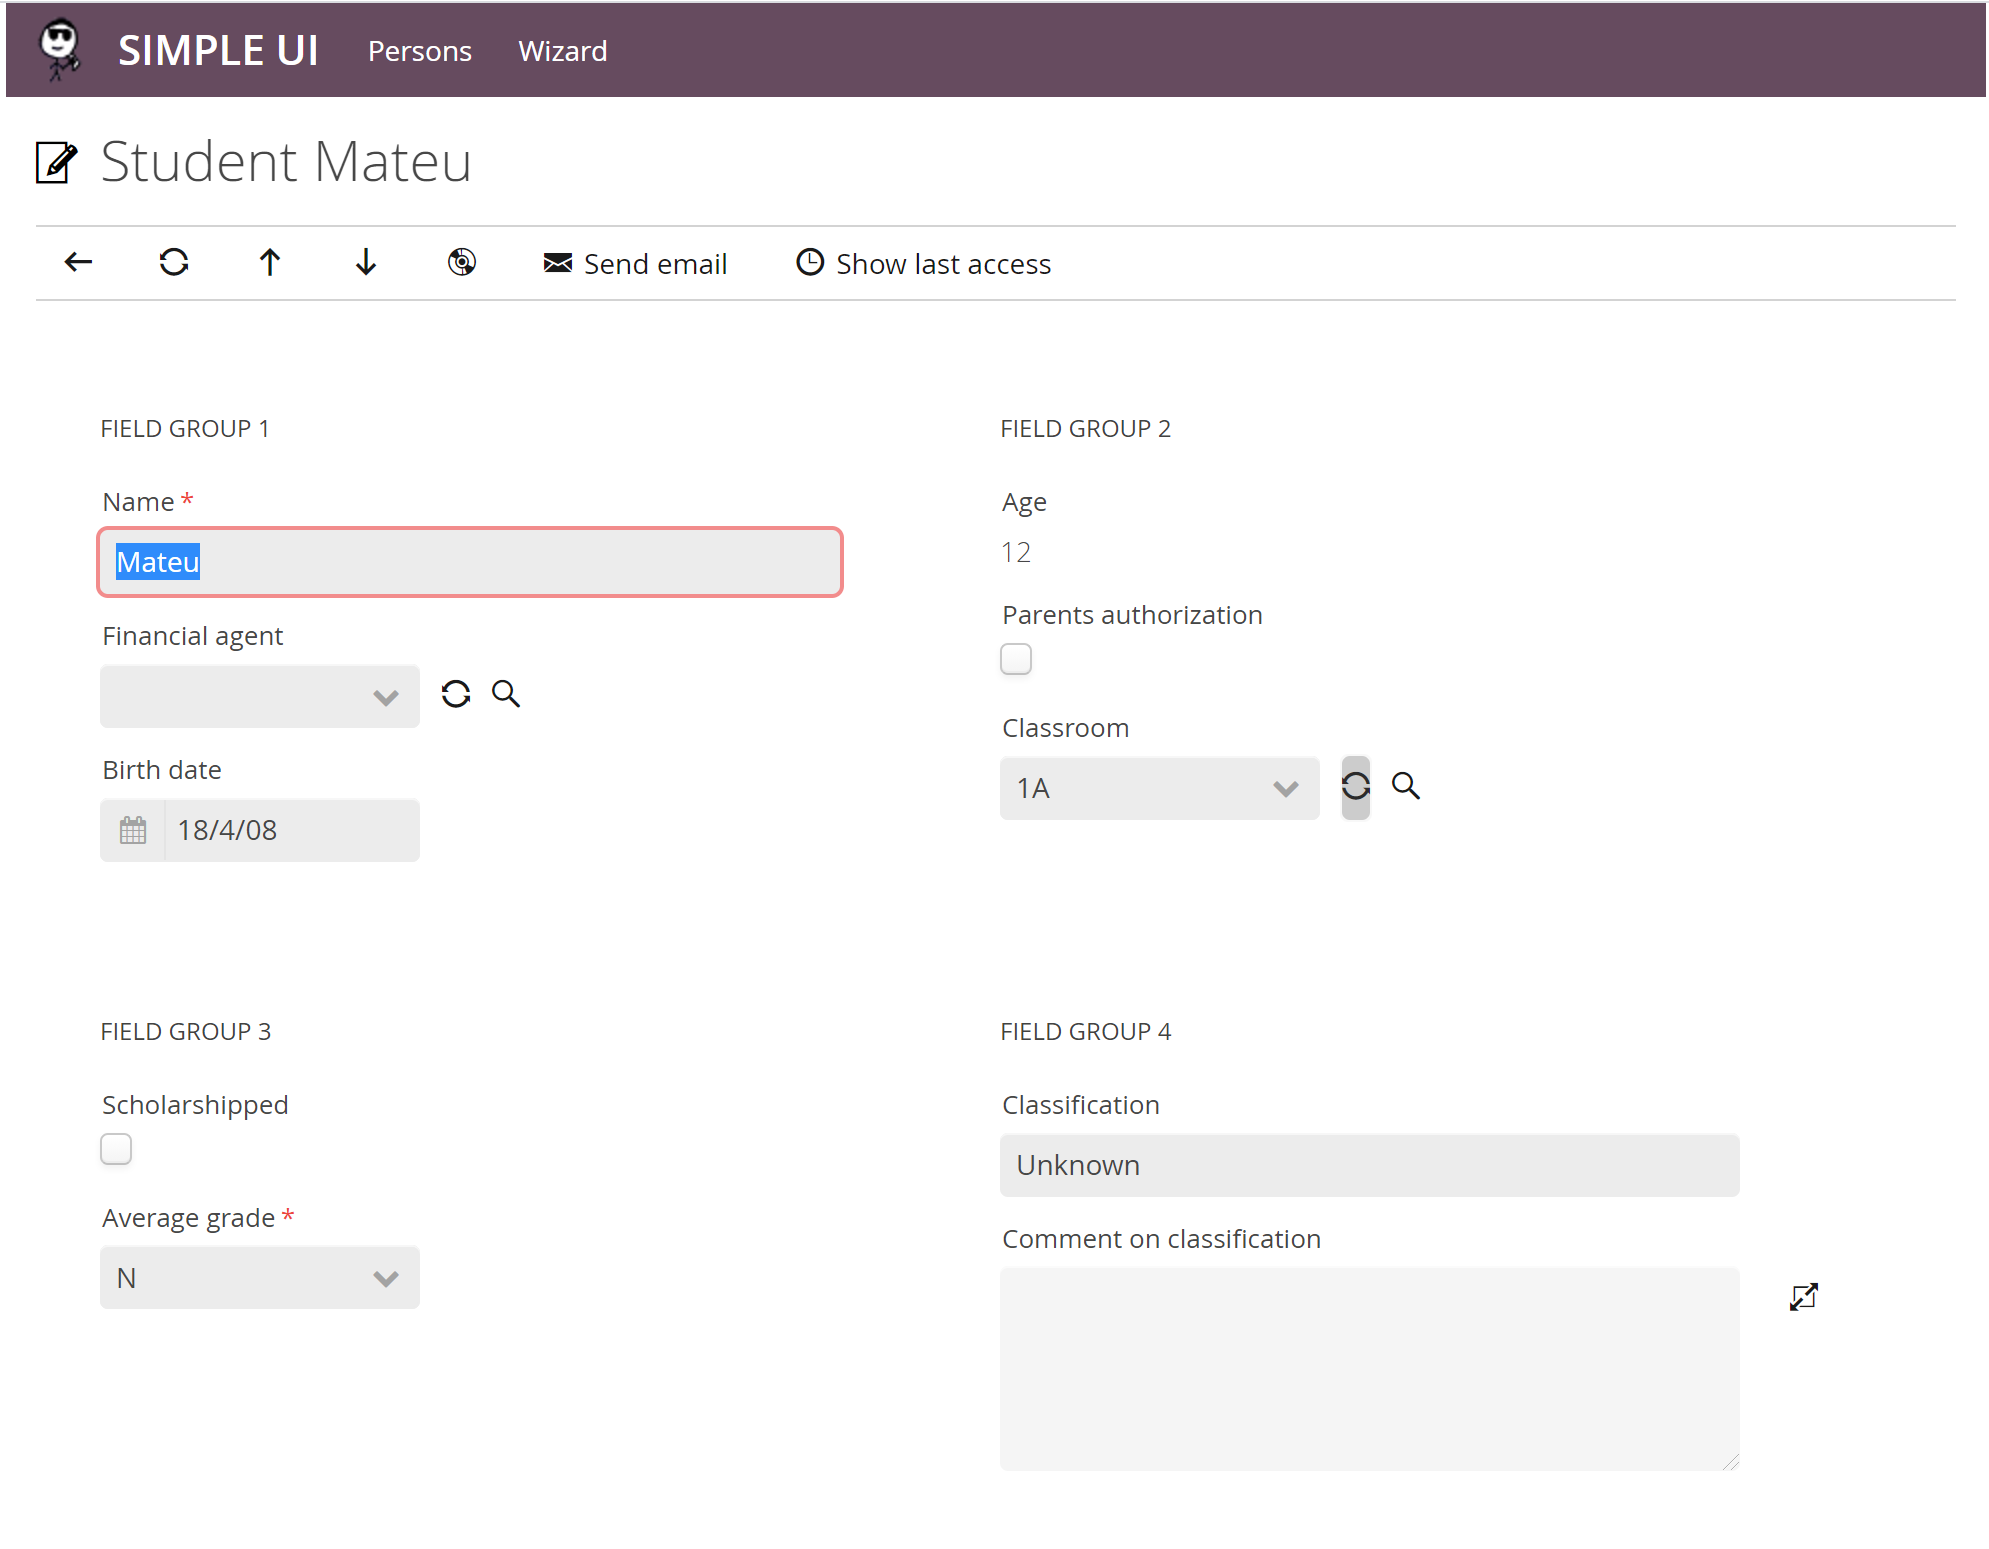 SIMPLE UI Persons Wizard
Student Mateu
Send email Show last access
FIELD GROUP 1
Name *
Mateu
Financial agent
Birth date
18/4/08
FIELD GROUP 2
Age
12
Parents authorization
Classroom
1A
FIELD GROUP 3
Scholarshipped
Average grade *
N
FIELD GROUP 4
Classification
Unknown
Comment on classification